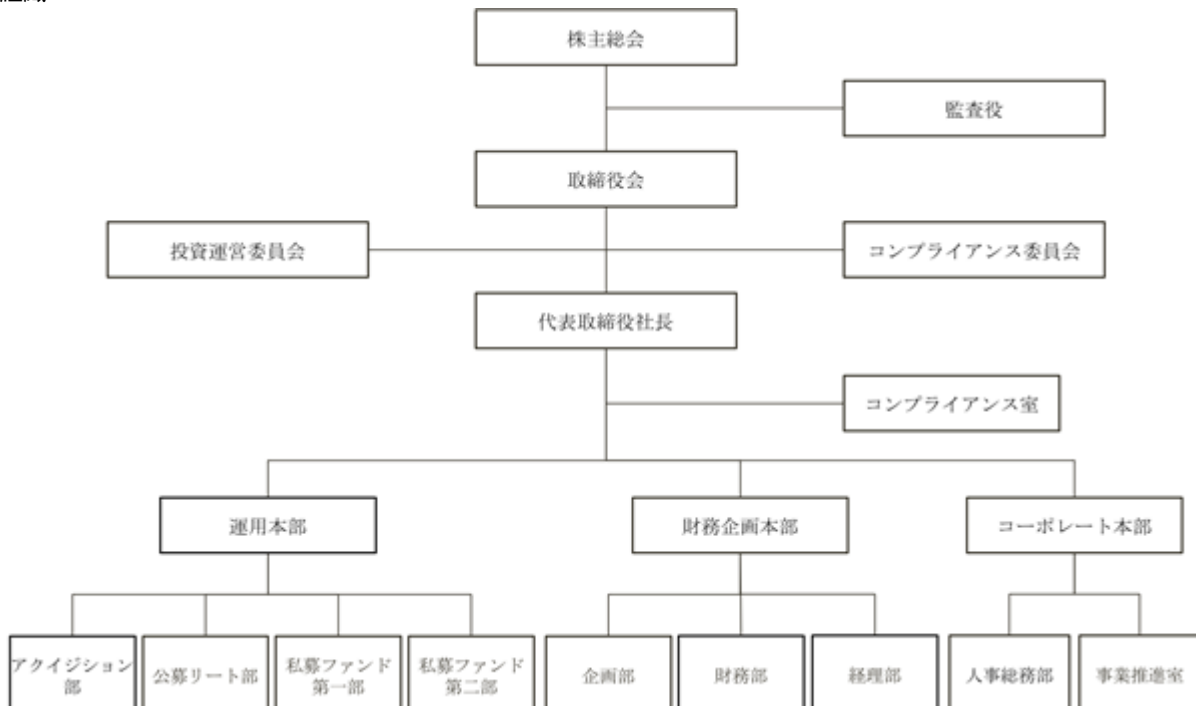 株主総会
監査役
取締役会
投資運営委員会
コンプライアンス委員会
代表取締役社長
コンプライアンス室
運用本部
財務企画本部
コーポレート本部
アクイジション
部
公募リート部
私募ファンド
第一部
私募ファンド
第二部
企画部
財務部
経理部
人事総務部
事業推進室